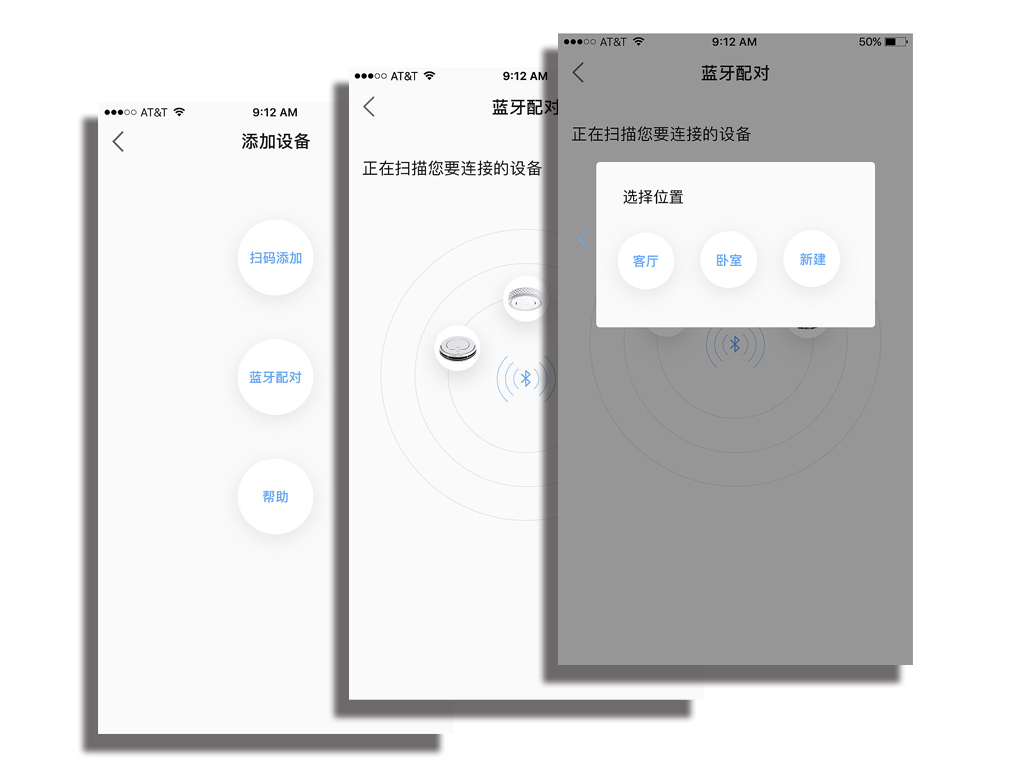 AT&T
9:12 AM
添加设备
扫码添加
蓝牙配对
帮助
AT&T
9:12 AM
蓝牙配对
正在扫描您要连接的设备
AT&T
9:12 AM
50%
蓝牙配对
正在扫描您要连接的设备
选择位置
客厅
卧室
新建